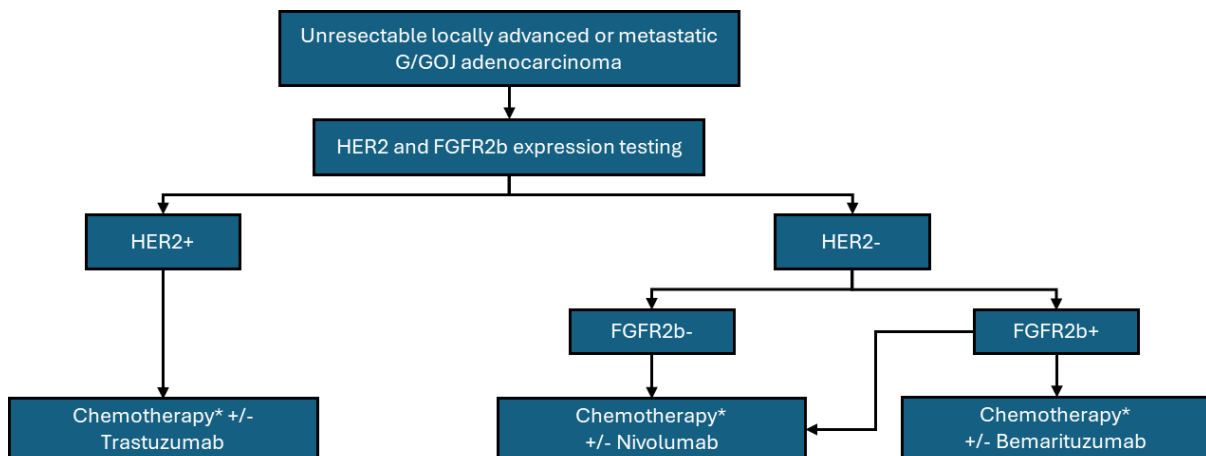 Unresectable locally advanced or metastatic
G/GOJ adenocarcinoma
HER2 and FGFR2b expression testing
HER2+
HER2-
FGFR2b-
FGFR2b+
Chemotherapy* +/-
Trastuzumab
Chemotherapy*
+/- Nivolumab
Chemotherapy*
+/- Bemarituzumab